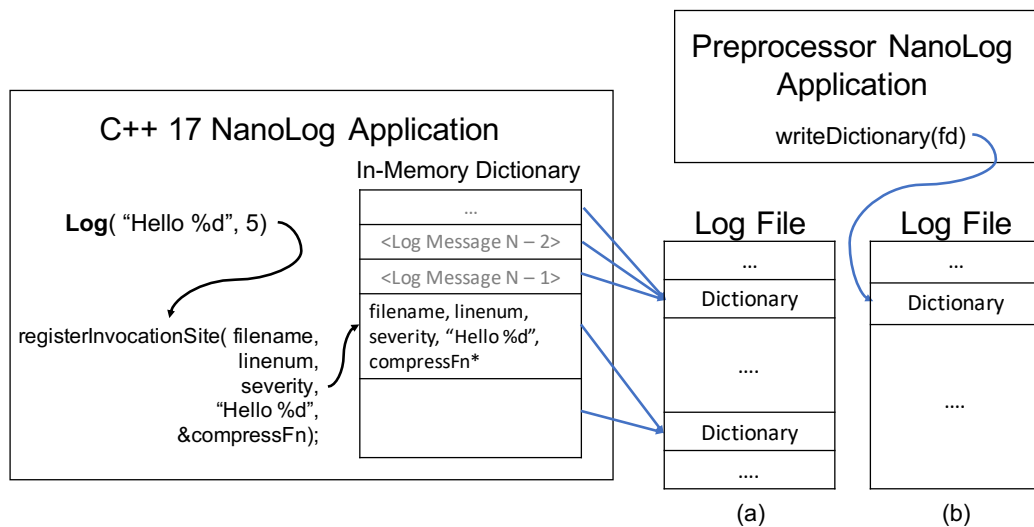 Preprocessor NanoLog
Application
writeDictionary(fd)
C++ 17 NanoLog Application
In-Memory Dictionary
Log( “Hello %d”, 5)
...
<Log Message N – 2>
<Log Message N – 1>
filename, linenum,
severity, “Hello %d”,
compressFn*
registerInvocationSite( filename,
linenum,
severity,
“Hello %d”,
&compressFn);
Log File
...
Dictionary
....
Dictionary
....
(a)
Log File
...
Dictionary
....
(b)